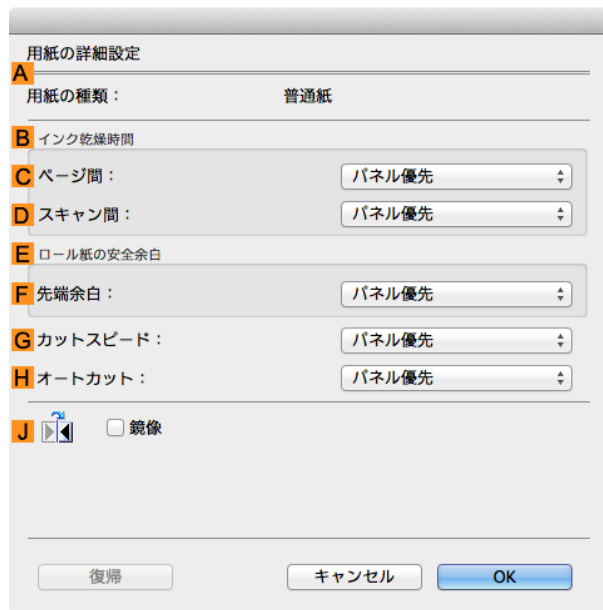 用紙の詳細設定
A
用紙の種類： 普通紙
B インク乾燥時間
C ページ間： パネル優先
D スキャン間： パネル優先
E ロール紙の安全余白
F 先端余白： パネル優先
G カットスピード： パネル優先
H オートカット： パネル優先
J 鏡像
復帰 キャンセル OK